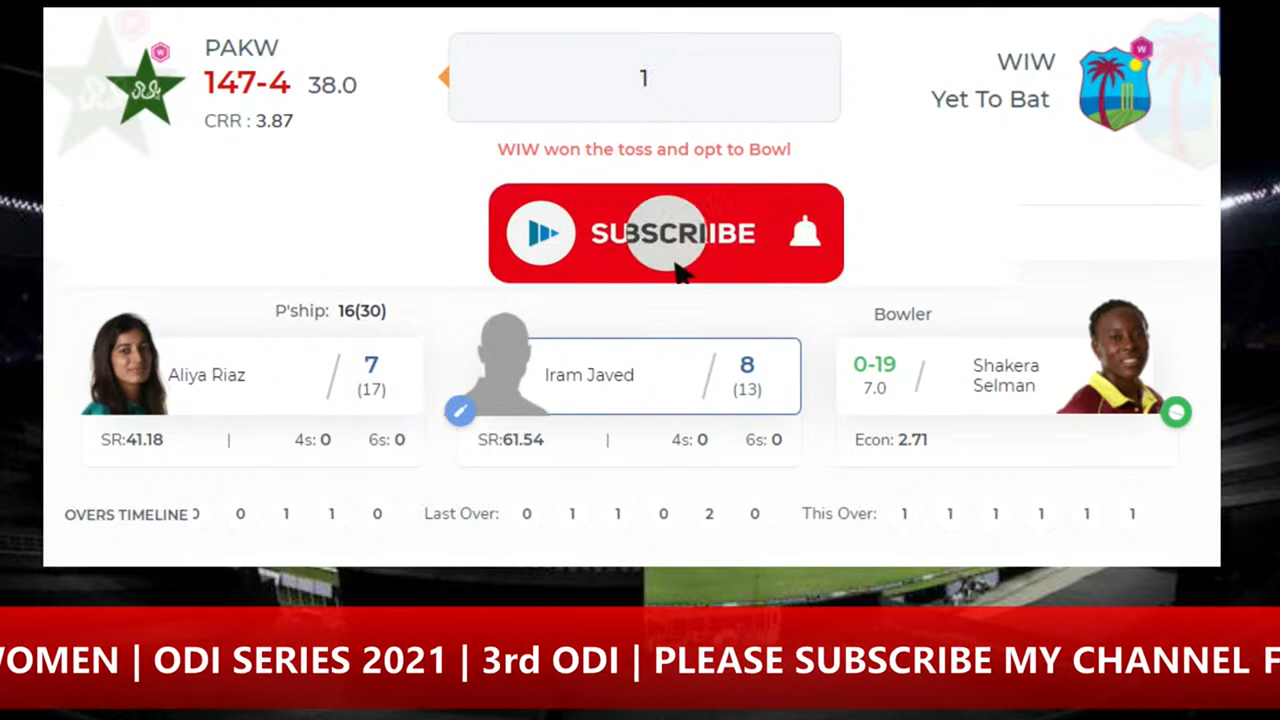 PAKW
147-4 38.0
CRR : 3.87
1
WIW
Yet To Bat
W
W
WIW won the toss and opt to Bowl
SUBSCRIIBE
P'ship: 16(30)
Bowler
Aliya Riaz / 7 (17)
SR:41.18 | 4s: 0 6s: 0
Iram Javed / 8 (13)
SR:61.54 | 4s: 0 6s: 0
0-19 7.0 / Shakera Selman
Econ: 2.71
OVERS TIMELINE 0 0 1 1 0 Last Over: 0 1 1 0 2 0 This Over: 1 1 1 1 1 1
WOMEN | ODI SERIES 2021 | 3rd ODI | PLEASE SUBSCRIBE MY CHANNEL F